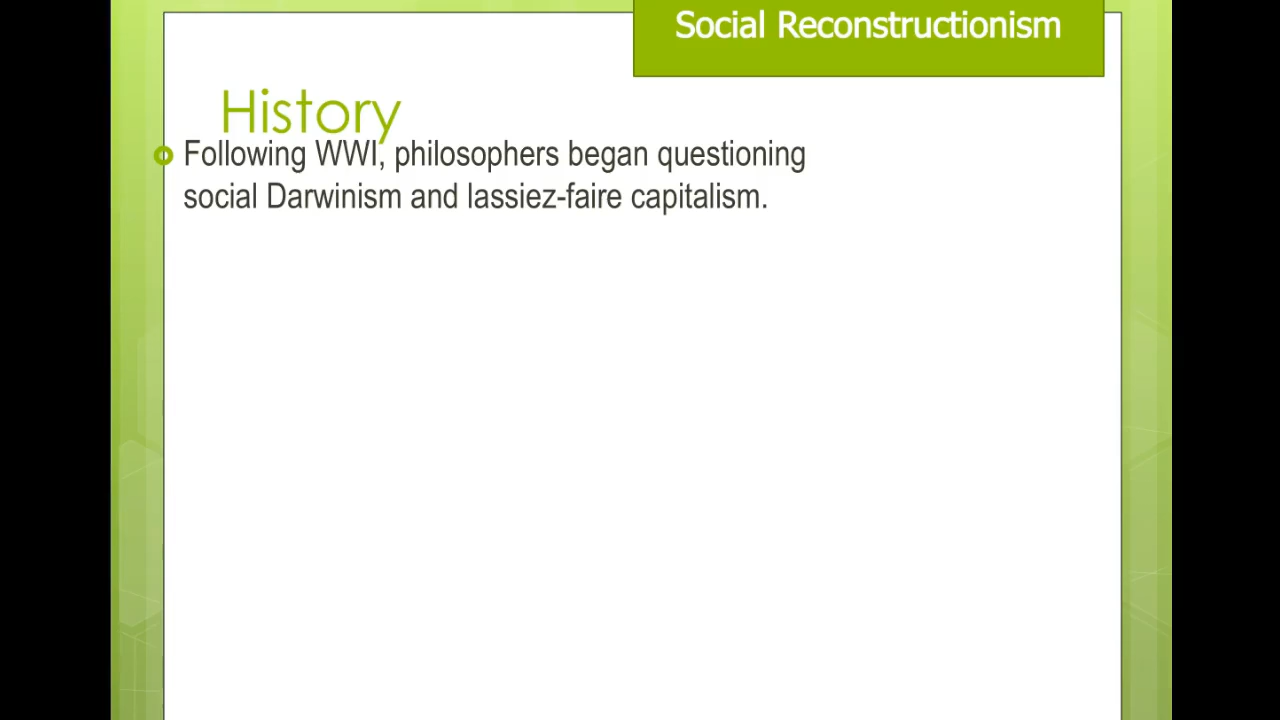 Social Reconstructionism
History
Following WWI, philosophers began questioning
social Darwinism and lassiez-faire capitalism.